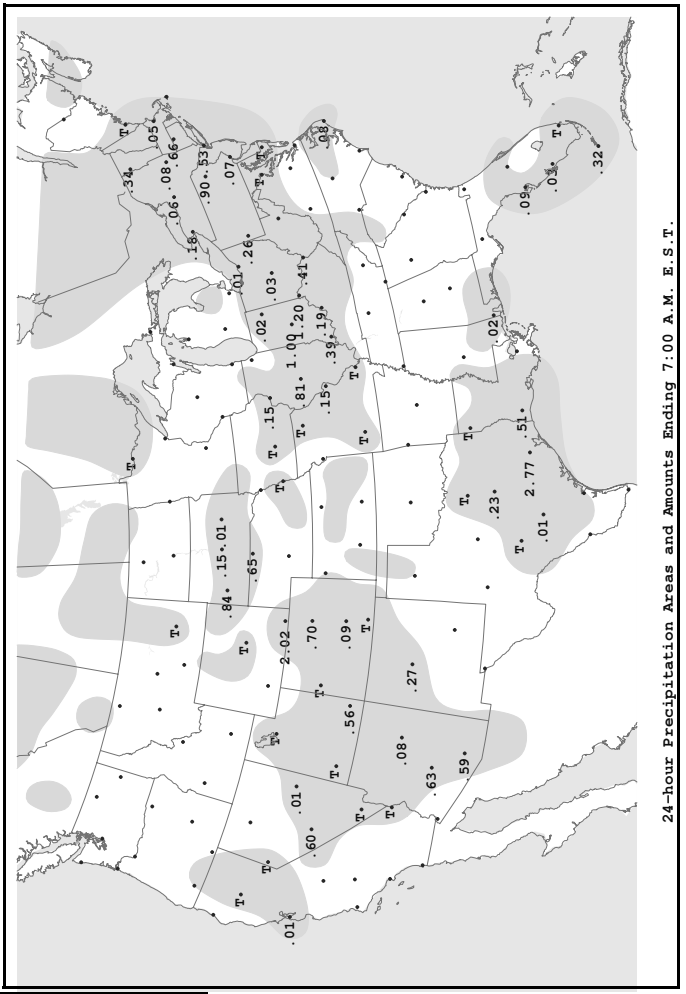 T
T
.34
.05
.08
.66
.06
T
.18
.90
.53
.15
.01
.84
.07
T
T
.01
.26
.65
.02
T
T
T
.15
.03
T
T
T
2.02
.01
1.00
.01
1.20
.81
T
.41
.60
.70
T
.19
.08
.15
.39
T
.09
.56
T
T
T
T
T
.08
.27
.63
.59
T
T
.02
.23
T
.51
.09
2.77
.01
T
.32
24-hour Precipitation Areas and Amounts Ending 7:00 A.M. E.S.T.